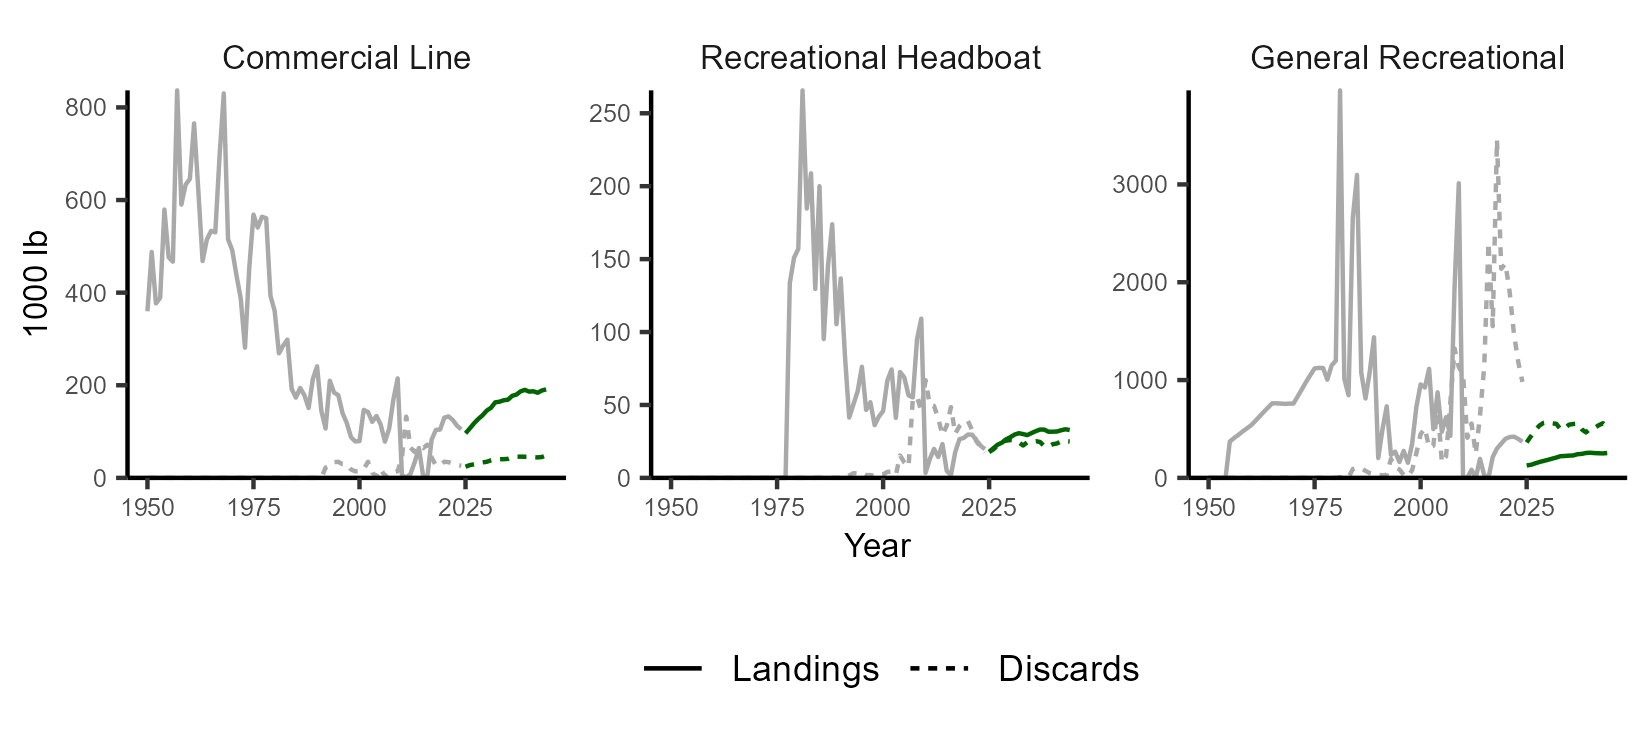 Commercial Line
Recreational Headboat
General Recreational
1000 lb
800
600
400
200
0
1950 1975 2000 2025
250
200
150
100
50
0
1950 1975 2000 2025
3000
2000
1000
0
1950 1975 2000 2025
Year
Landings Discards